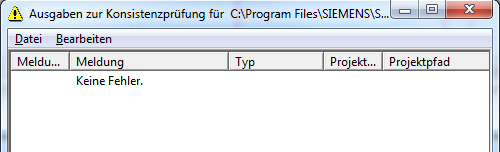 Ausgaben zur Konsistenzprüfung für C:\Program Files\SIEMENS\S...
Datei Bearbeiten
Meldu... Meldung Typ Projekt... Projektpfad
Keine Fehler.